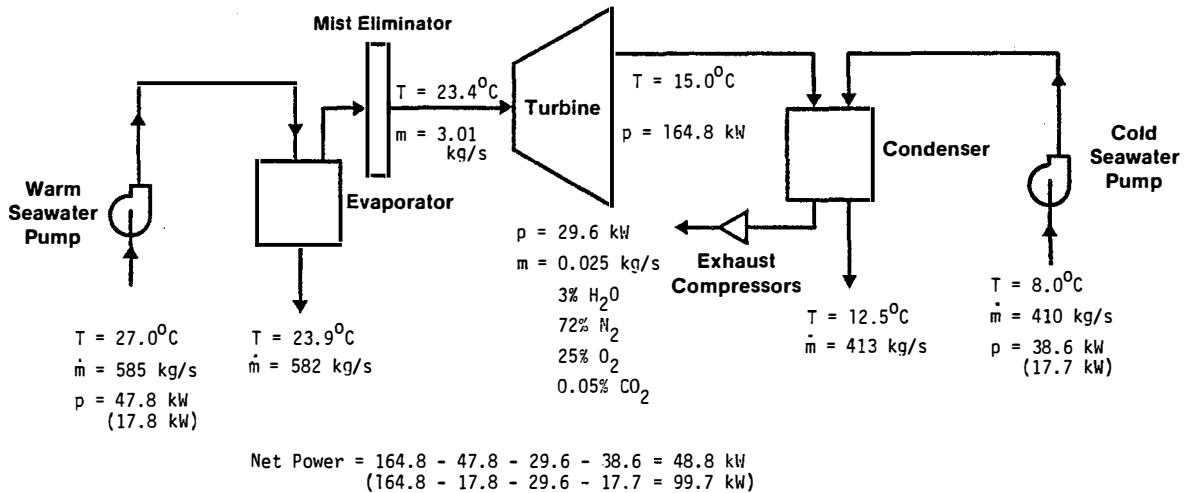 Mist Eliminator
T = 23.4°C
m = 3.01
kg/s
Turbine
T = 15.0°C
p = 164.8 kW
Condenser
Cold
Seawater
Pump
Warm
Seawater
Pump
Evaporator
p = 29.6 kW
m = 0.025 kg/s
3% H₂O
72% N₂
25% O₂
0.05% CO₂
Exhaust
Compressors
T = 27.0°C
ṁ = 585 kg/s
p = 47.8 kW
(17.8 kW)
T = 23.9°C
ṁ = 582 kg/s
T = 12.5°C
ṁ = 413 kg/s
T = 8.0°C
ṁ = 410 kg/s
p = 38.6 kW
(17.7 kW)
Net Power = 164.8 - 47.8 - 29.6 - 38.6 = 48.8 kW
(164.8 - 17.8 - 29.6 - 17.7 = 99.7 kW)